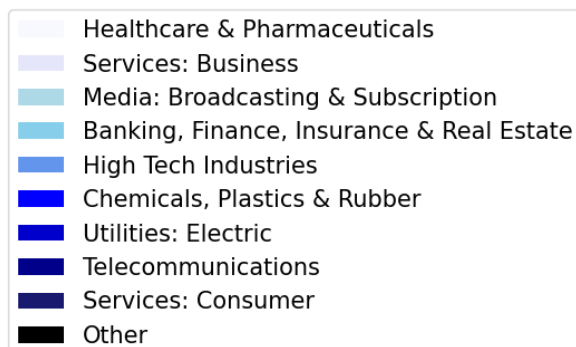 Healthcare & Pharmaceuticals
Services: Business
Media: Broadcasting & Subscription
Banking, Finance, Insurance & Real Estate
High Tech Industries
Chemicals, Plastics & Rubber
Utilities: Electric
Telecommunications
Services: Consumer
Other